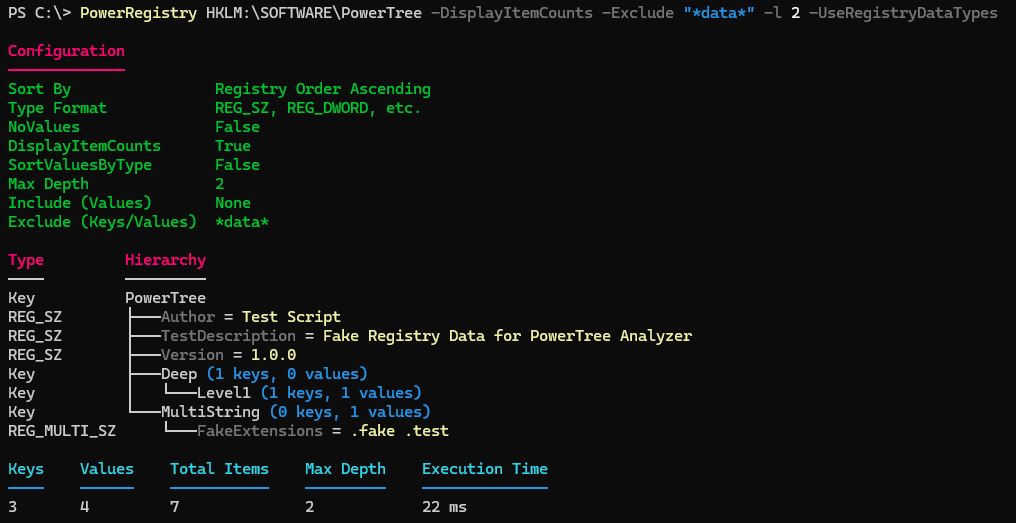 PS C:\> PowerRegistry HKLM:\SOFTWARE\PowerTree -DisplayItemCounts -Exclude "*data*" -l 2 -UseRegistryDataTypes
Configuration
Sort By Registry Order Ascending
Type Format REG_SZ, REG_DWORD, etc.
NoValues False
DisplayItemCounts True
SortValuesByType False
Max Depth 2
Include (Values) None
Exclude (Keys/Values) *data*
Type Hierarchy
Key PowerTree
REG_SZ ├───Author = Test Script
REG_SZ ├───TestDescription = Fake Registry Data for PowerTree Analyzer
REG_SZ ├───Version = 1.0.0
Key ├───Deep (1 keys, 0 values)
Key │   └───Level1 (1 keys, 1 values)
Key └───MultiString (0 keys, 1 values)
REG_MULTI_SZ     └───FakeExtensions = .fake .test
Keys Values Total Items Max Depth Execution Time
3 4 7 2 22 ms